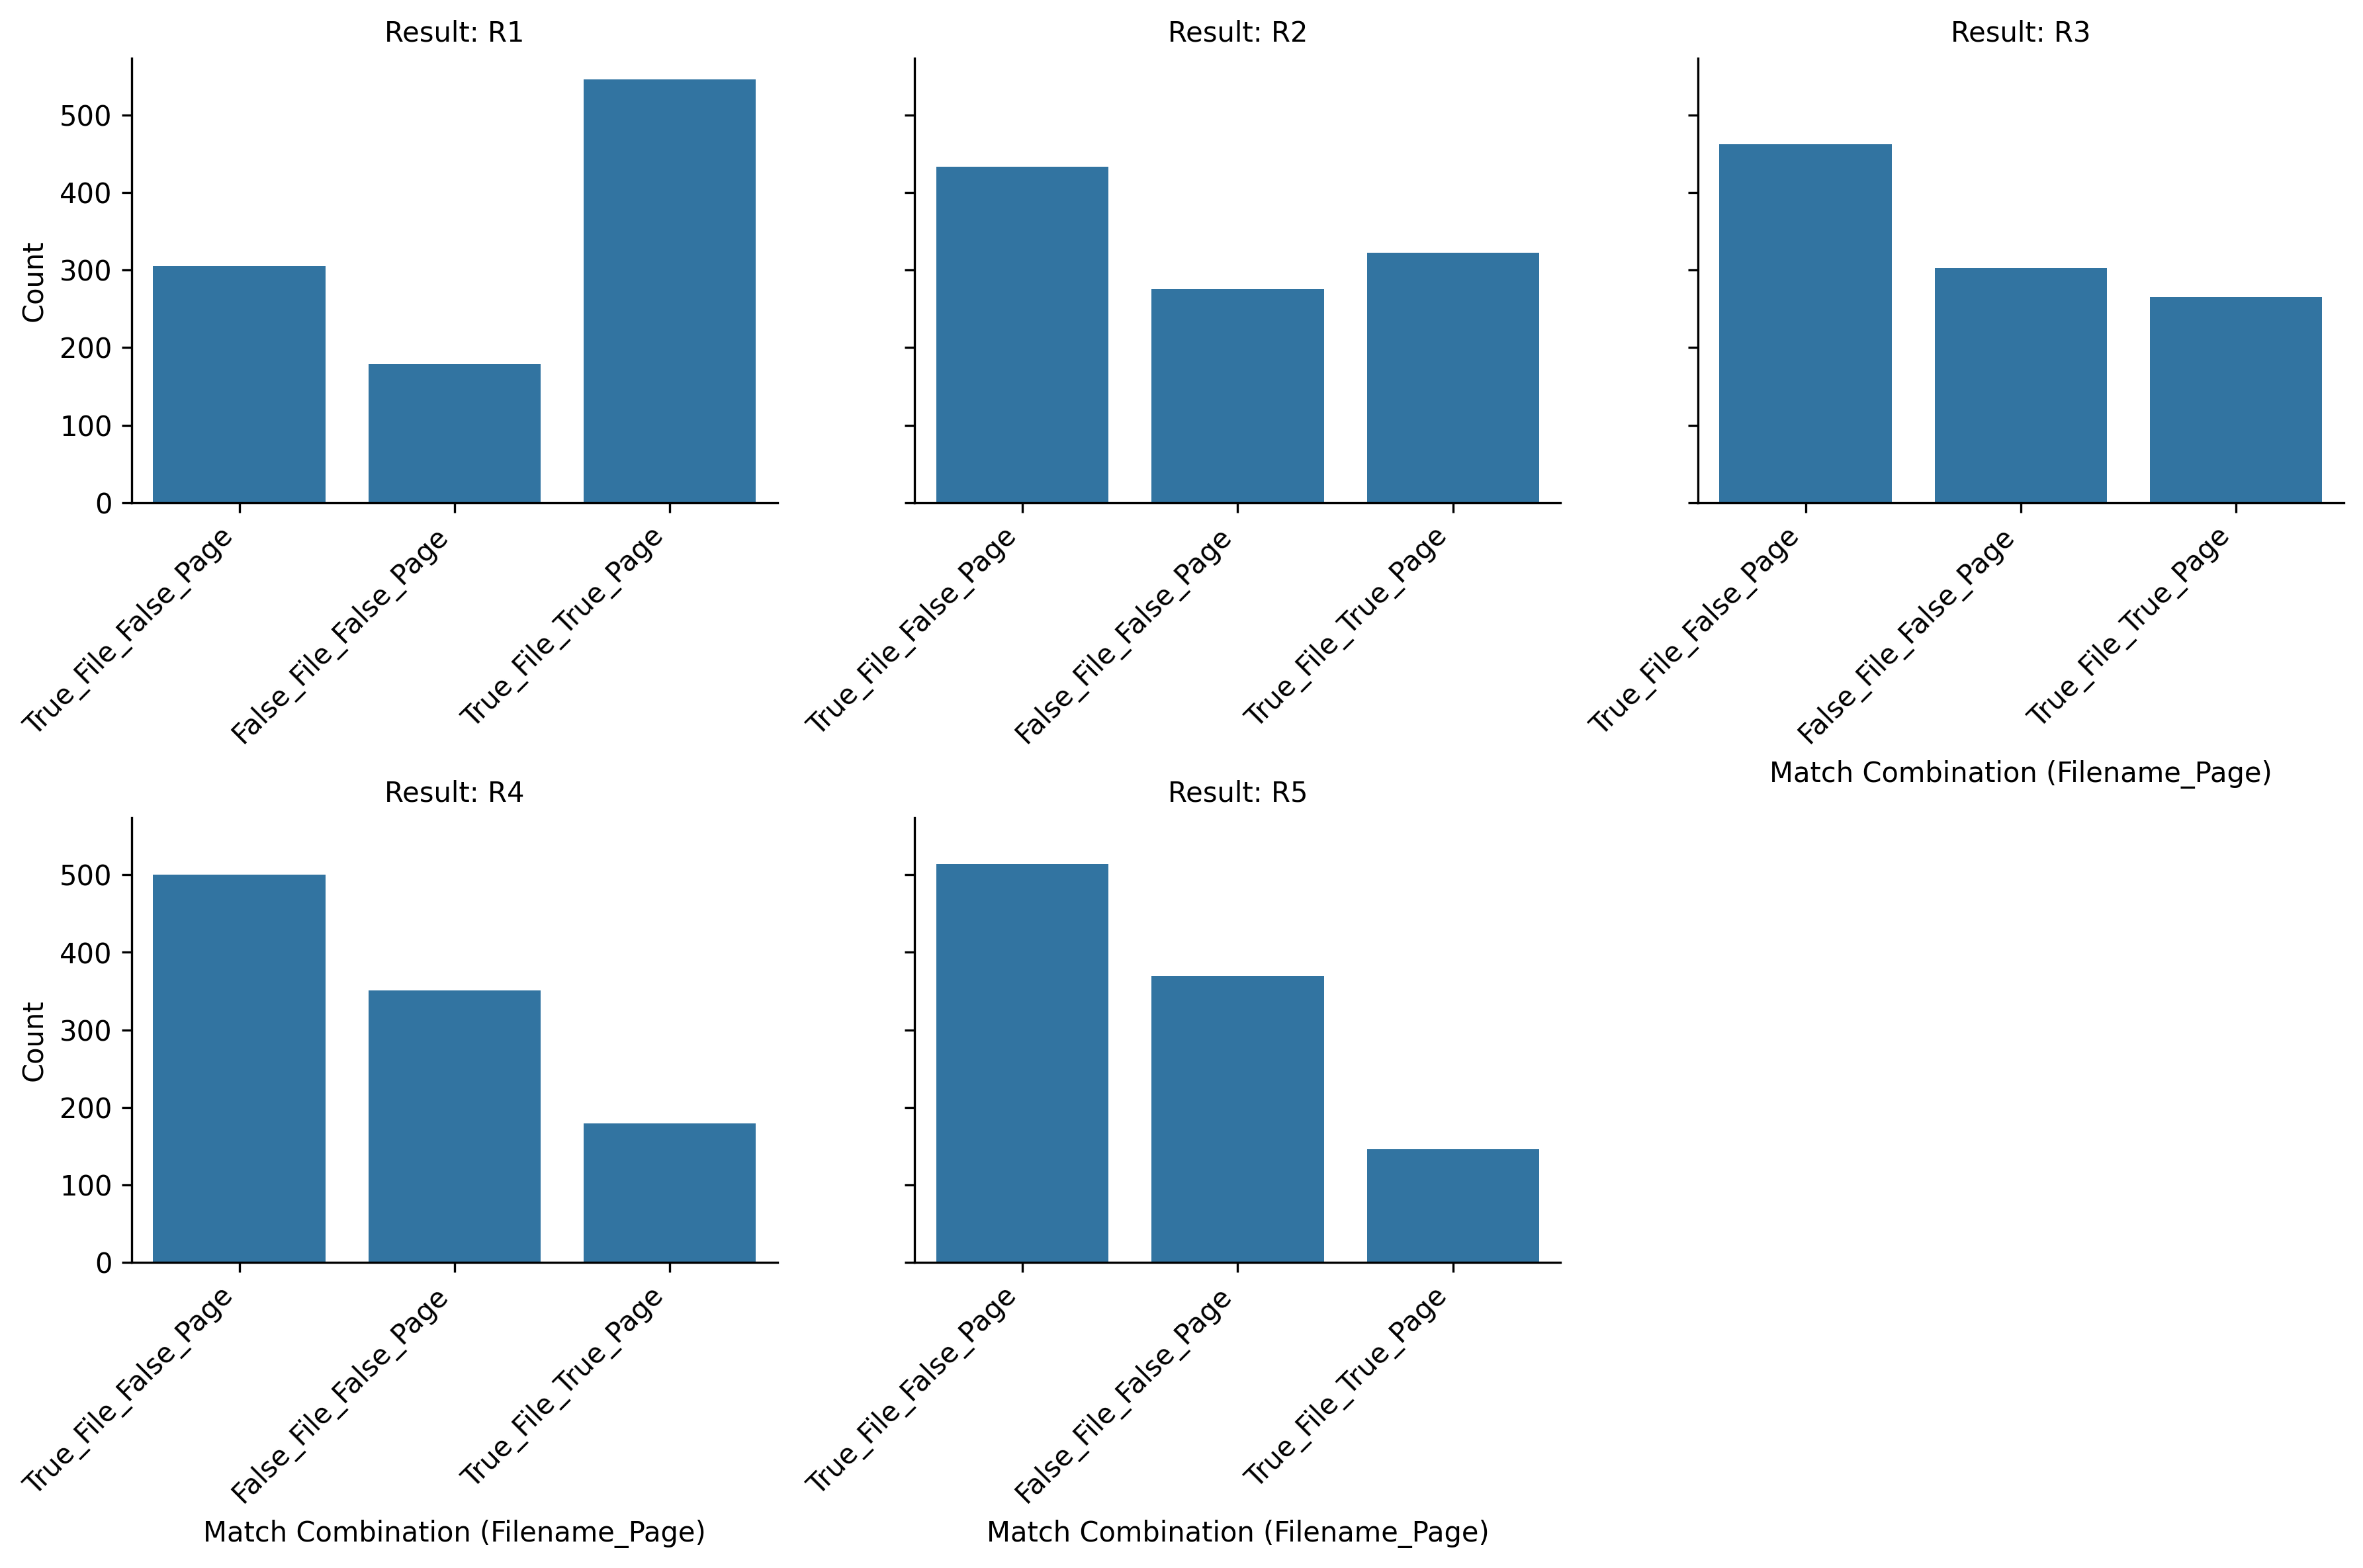 Result: R1
Count
500
400
300
200
100
0
True_File_False_Page
False_File_False_Page
True_File_True_Page
Result: R2
True_File_False_Page
False_File_False_Page
True_File_True_Page
Result: R3
True_File_False_Page
False_File_False_Page
True_File_True_Page
Match Combination (Filename_Page)
Result: R4
Count
500
400
300
200
100
0
True_File_False_Page
False_File_False_Page
True_File_True_Page
Match Combination (Filename_Page)
Result: R5
True_File_False_Page
False_File_False_Page
True_File_True_Page
Match Combination (Filename_Page)